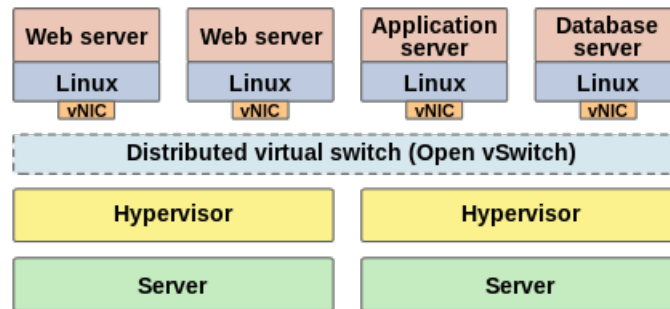 Web server
Web server
Application
server
Database
server
Linux
Linux
Linux
Linux
vNIC
vNIC
vNIC
vNIC
Distributed virtual switch (Open vSwitch)
Hypervisor
Hypervisor
Server
Server